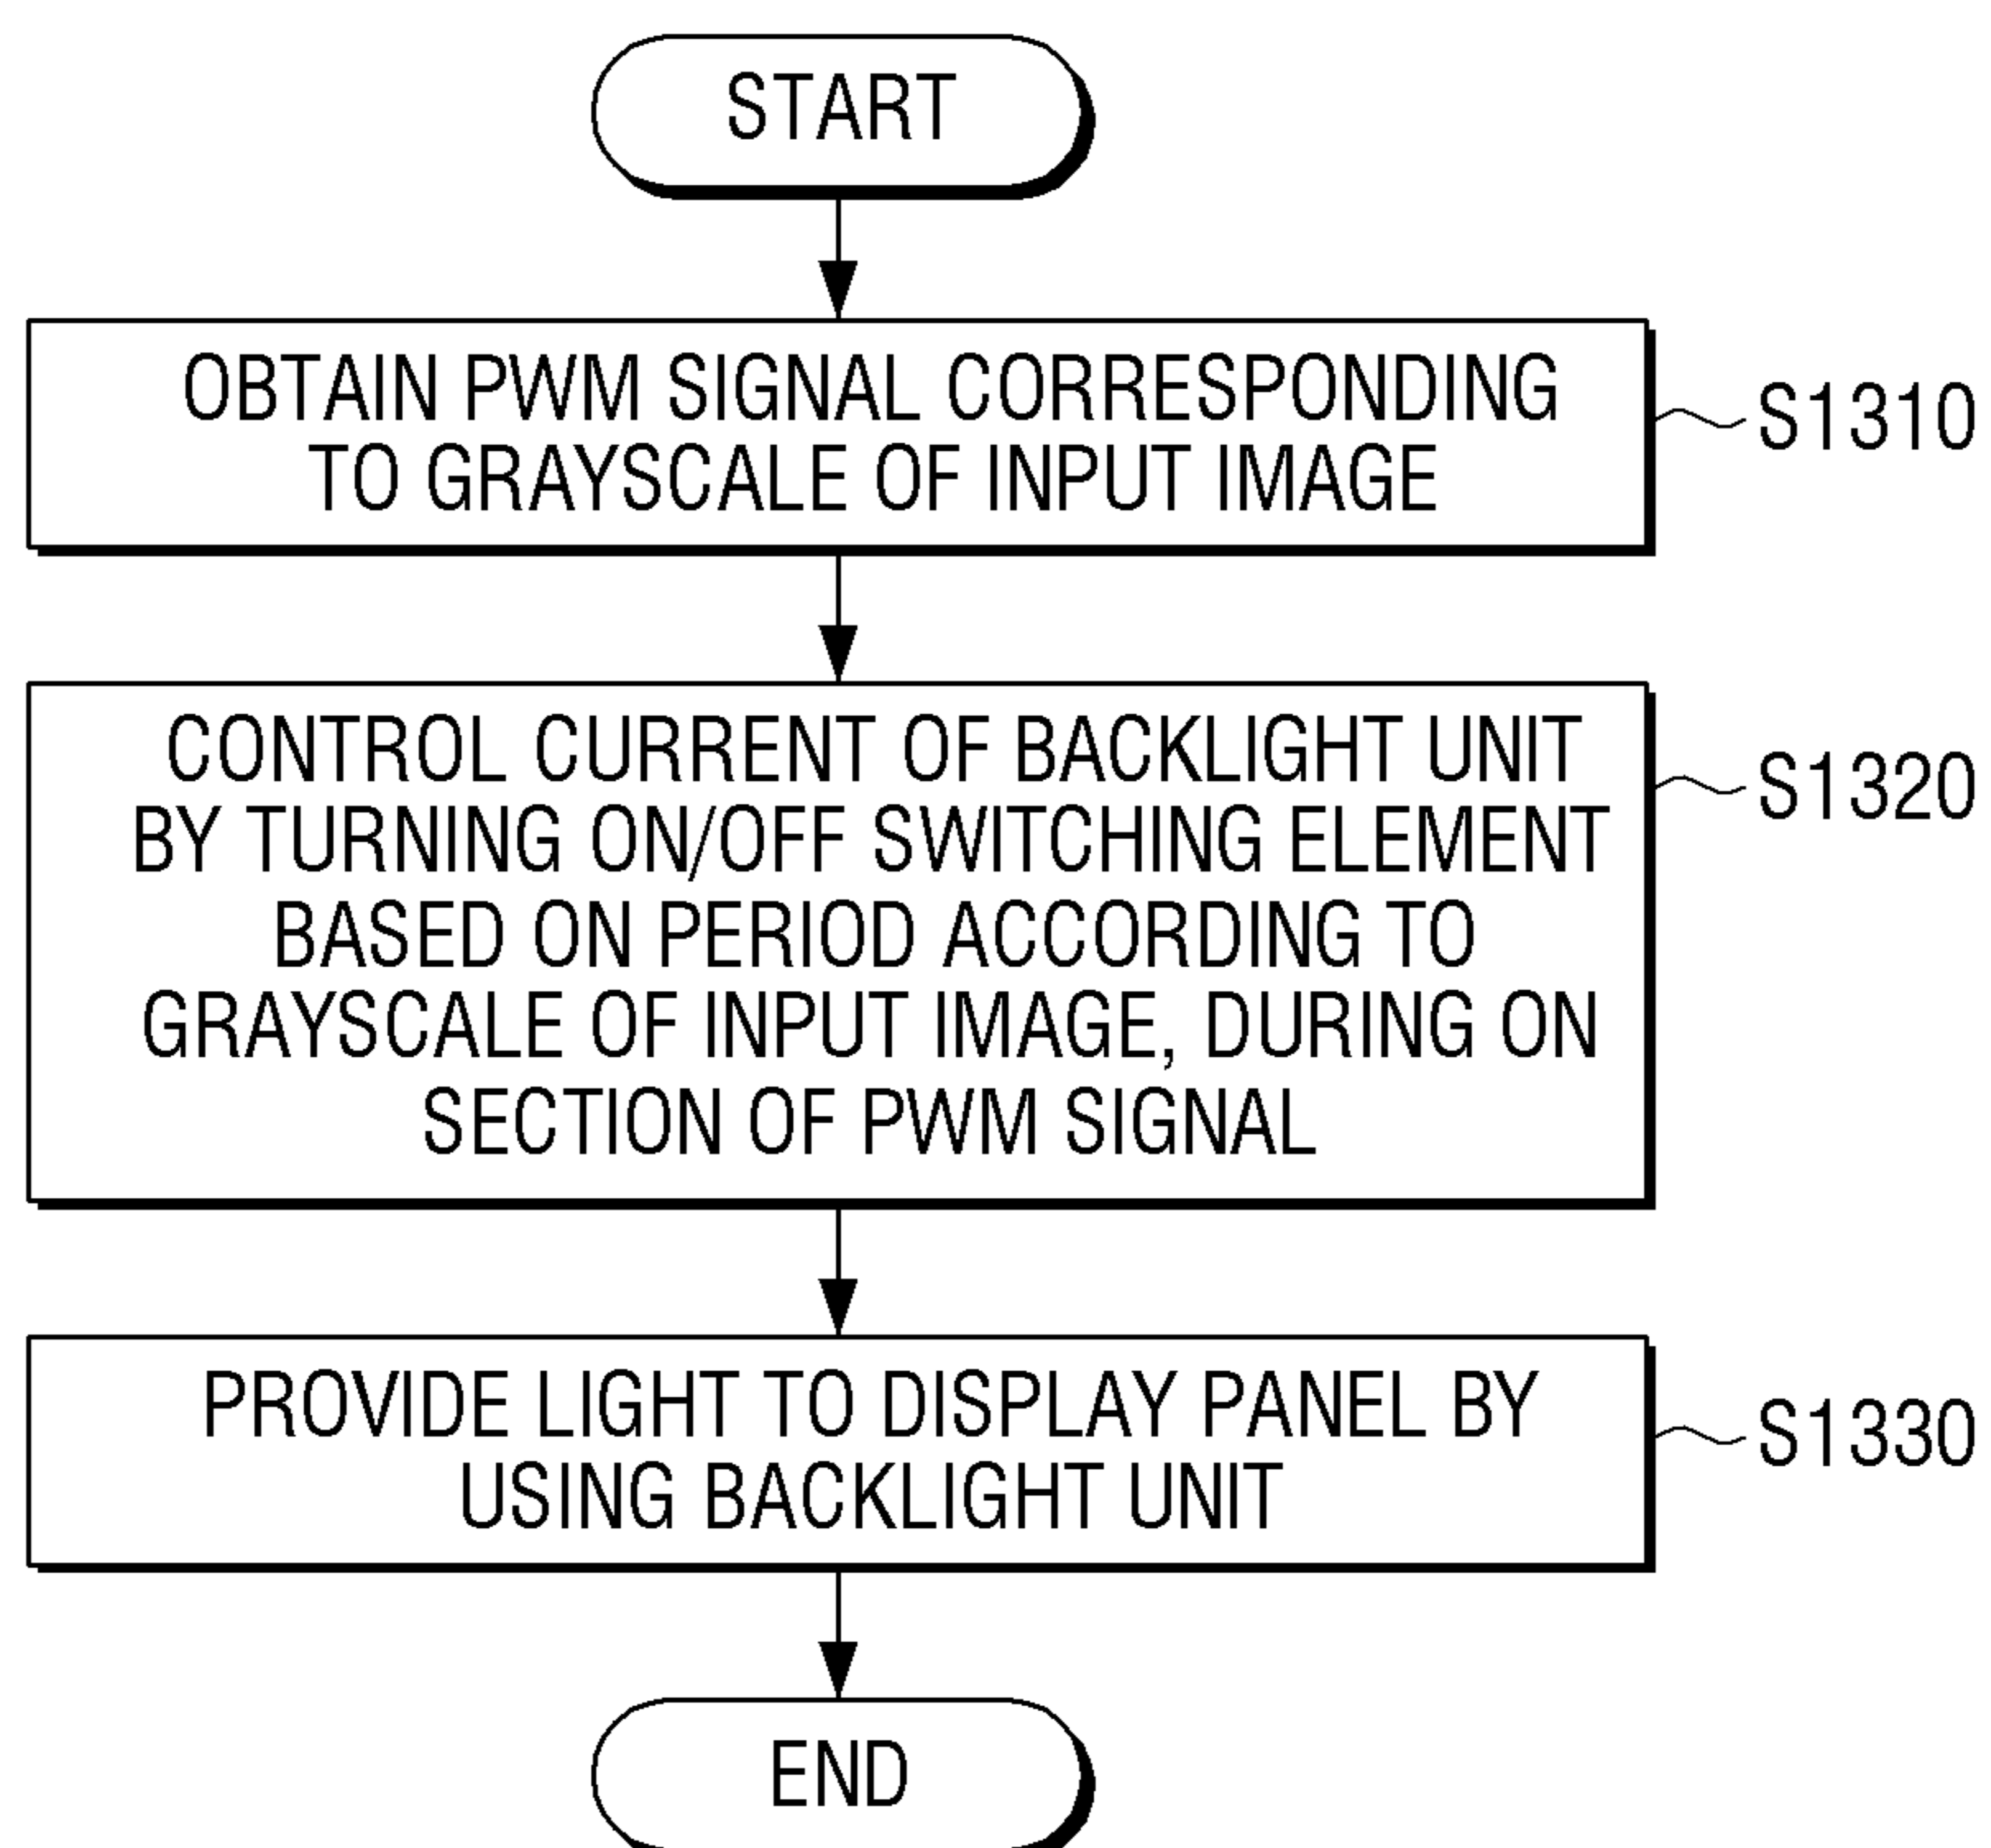 START
OBTAIN PWM SIGNAL CORRESPONDING
TO GRAYSCALE OF INPUT IMAGE
S1310
CONTROL CURRENT OF BACKLIGHT UNIT
BY TURNING ON/OFF SWITCHING ELEMENT
BASED ON PERIOD ACCORDING TO
GRAYSCALE OF INPUT IMAGE, DURING ON
SECTION OF PWM SIGNAL
S1320
PROVIDE LIGHT TO DISPLAY PANEL BY
USING BACKLIGHT UNIT
S1330
END